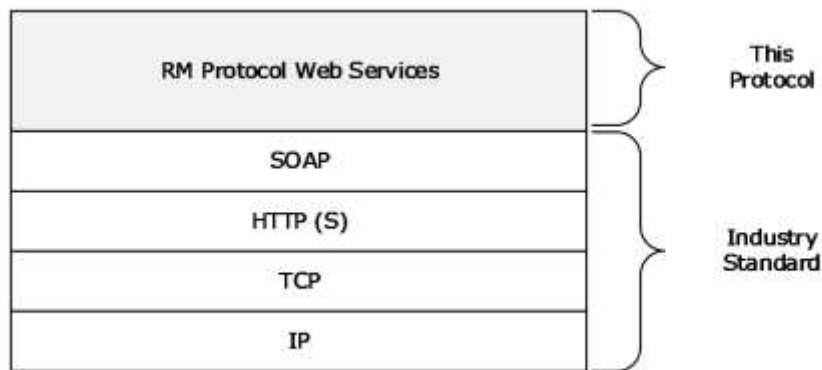 RM Protocol Web Services
This
Protocol
SOAP
HTTP (S)
TCP
IP
Industry
Standard